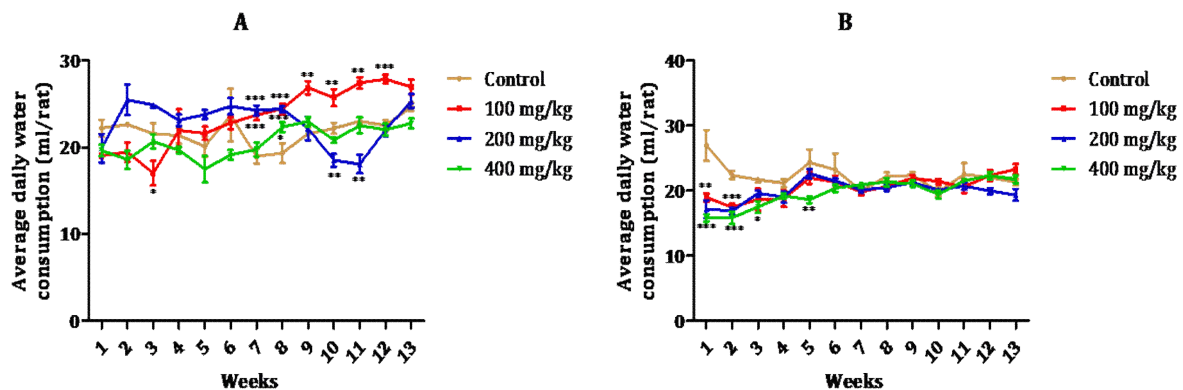 A
Average daily water
consumption (ml/rat)
30
20
10
0
**
***
***
**
**
***
***
***
*
*
**
**
1 2 3 4 5 6 7 8 9 10 11 12 13
Weeks
Control
100 mg/kg
200 mg/kg
400 mg/kg
B
Average daily water
consumption (ml/rat)
40
30
20
10
0
**
***
***
***
*
**
1 2 3 4 5 6 7 8 9 10 11 12 13
Weeks
Control
100 mg/kg
200 mg/kg
400 mg/kg